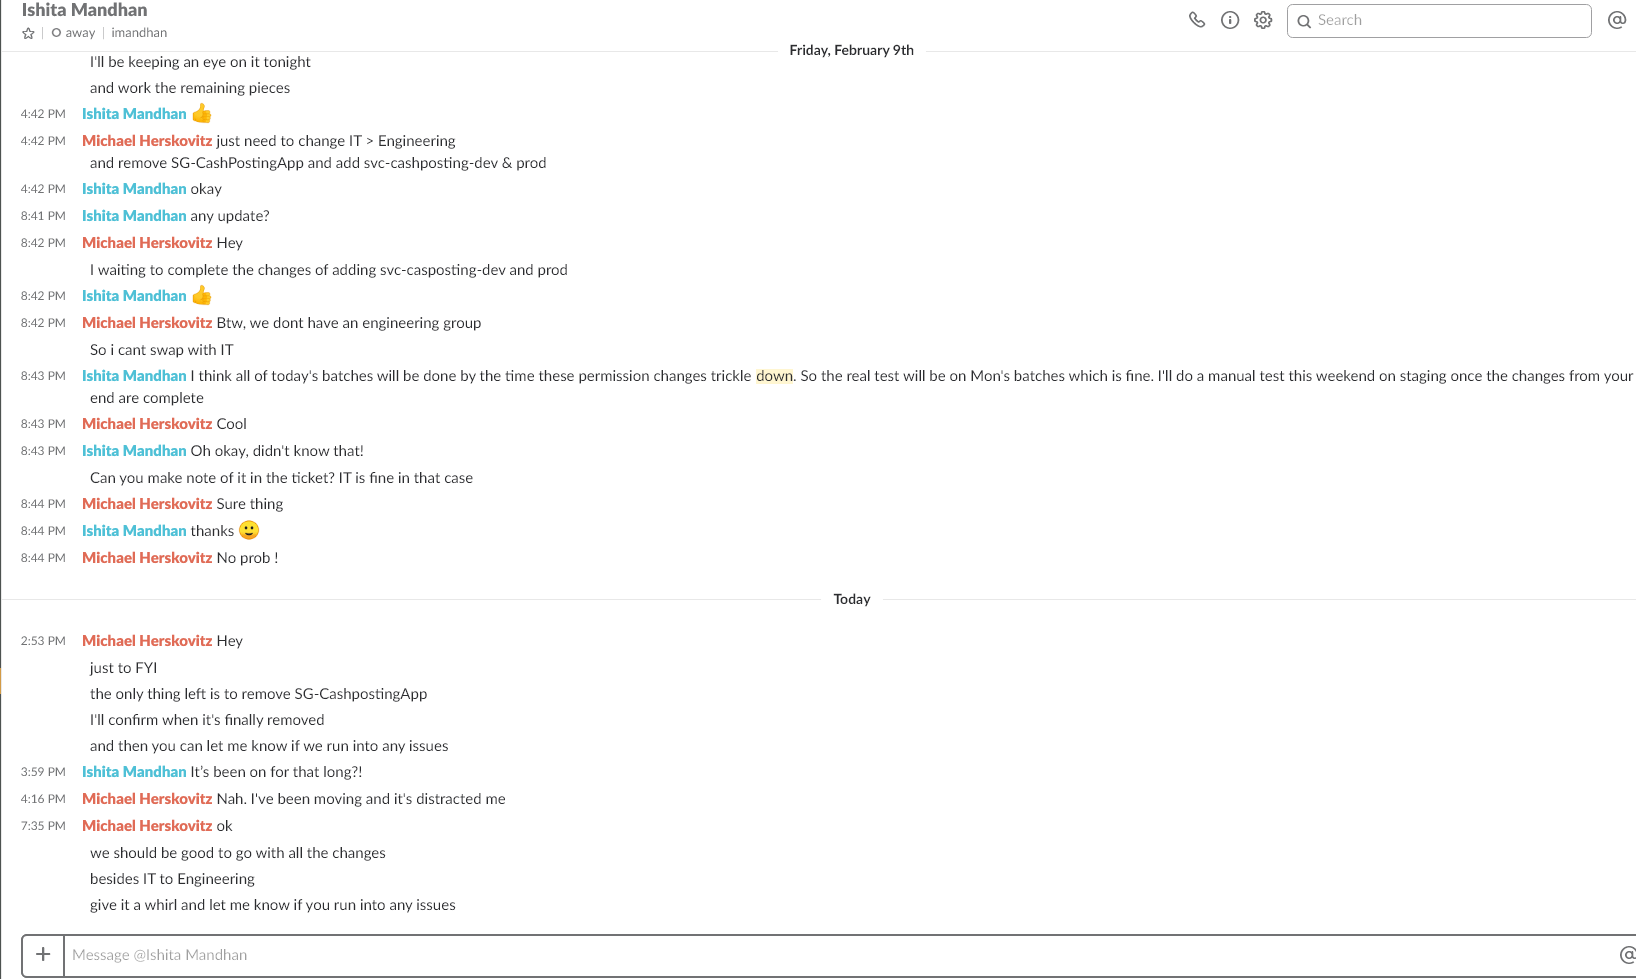 Ishita Mandhan
away | imandhan
Search
Friday, February 9th
I'll be keeping an eye on it tonight
and work the remaining pieces
4:42 PM Ishita Mandhan 👍
4:42 PM Michael Herskovitz just need to change IT > Engineering
and remove SG-CashPostingApp and add svc-cashposting-dev & prod
4:42 PM Ishita Mandhan okay
8:41 PM Ishita Mandhan any update?
8:42 PM Michael Herskovitz Hey
I waiting to complete the changes of adding svc-casposting-dev and prod
8:42 PM Ishita Mandhan 👍
8:42 PM Michael Herskovitz Btw, we dont have an engineering group
So i cant swap with IT
8:43 PM Ishita Mandhan I think all of today's batches will be done by the time these permission changes trickle down. So the real test will be on Mon's batches which is fine. I'll do a manual test this weekend on staging once the changes from your
end are complete
8:43 PM Michael Herskovitz Cool
8:43 PM Ishita Mandhan Oh okay, didn't know that!
Can you make note of it in the ticket? IT is fine in that case
8:44 PM Michael Herskovitz Sure thing
8:44 PM Ishita Mandhan thanks 🙂
8:44 PM Michael Herskovitz No prob !
Today
2:53 PM Michael Herskovitz Hey
just to FYI
the only thing left is to remove SG-CashpostingApp
I'll confirm when it's finally removed
and then you can let me know if we run into any issues
3:59 PM Ishita Mandhan It's been on for that long?!
4:16 PM Michael Herskovitz Nah. I've been moving and it's distracted me
7:35 PM Michael Herskovitz ok
we should be good to go with all the changes
besides IT to Engineering
give it a whirl and let me know if you run into any issues
Message @Ishita Mandhan